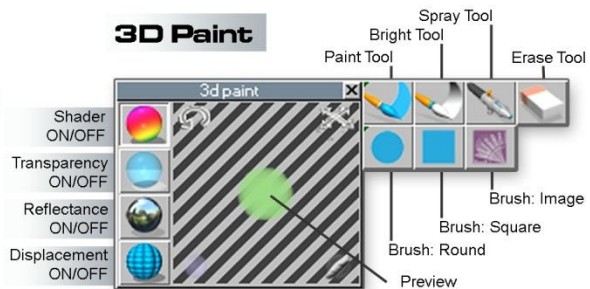 3D Paint
Spray Tool
Bright Tool
Paint Tool
Erase Tool
3d paint
Shader
ON/OFF
Transparency
ON/OFF
Reflectance
ON/OFF
Displacement
ON/OFF
Brush: Image
Brush: Square
Brush: Round
Preview